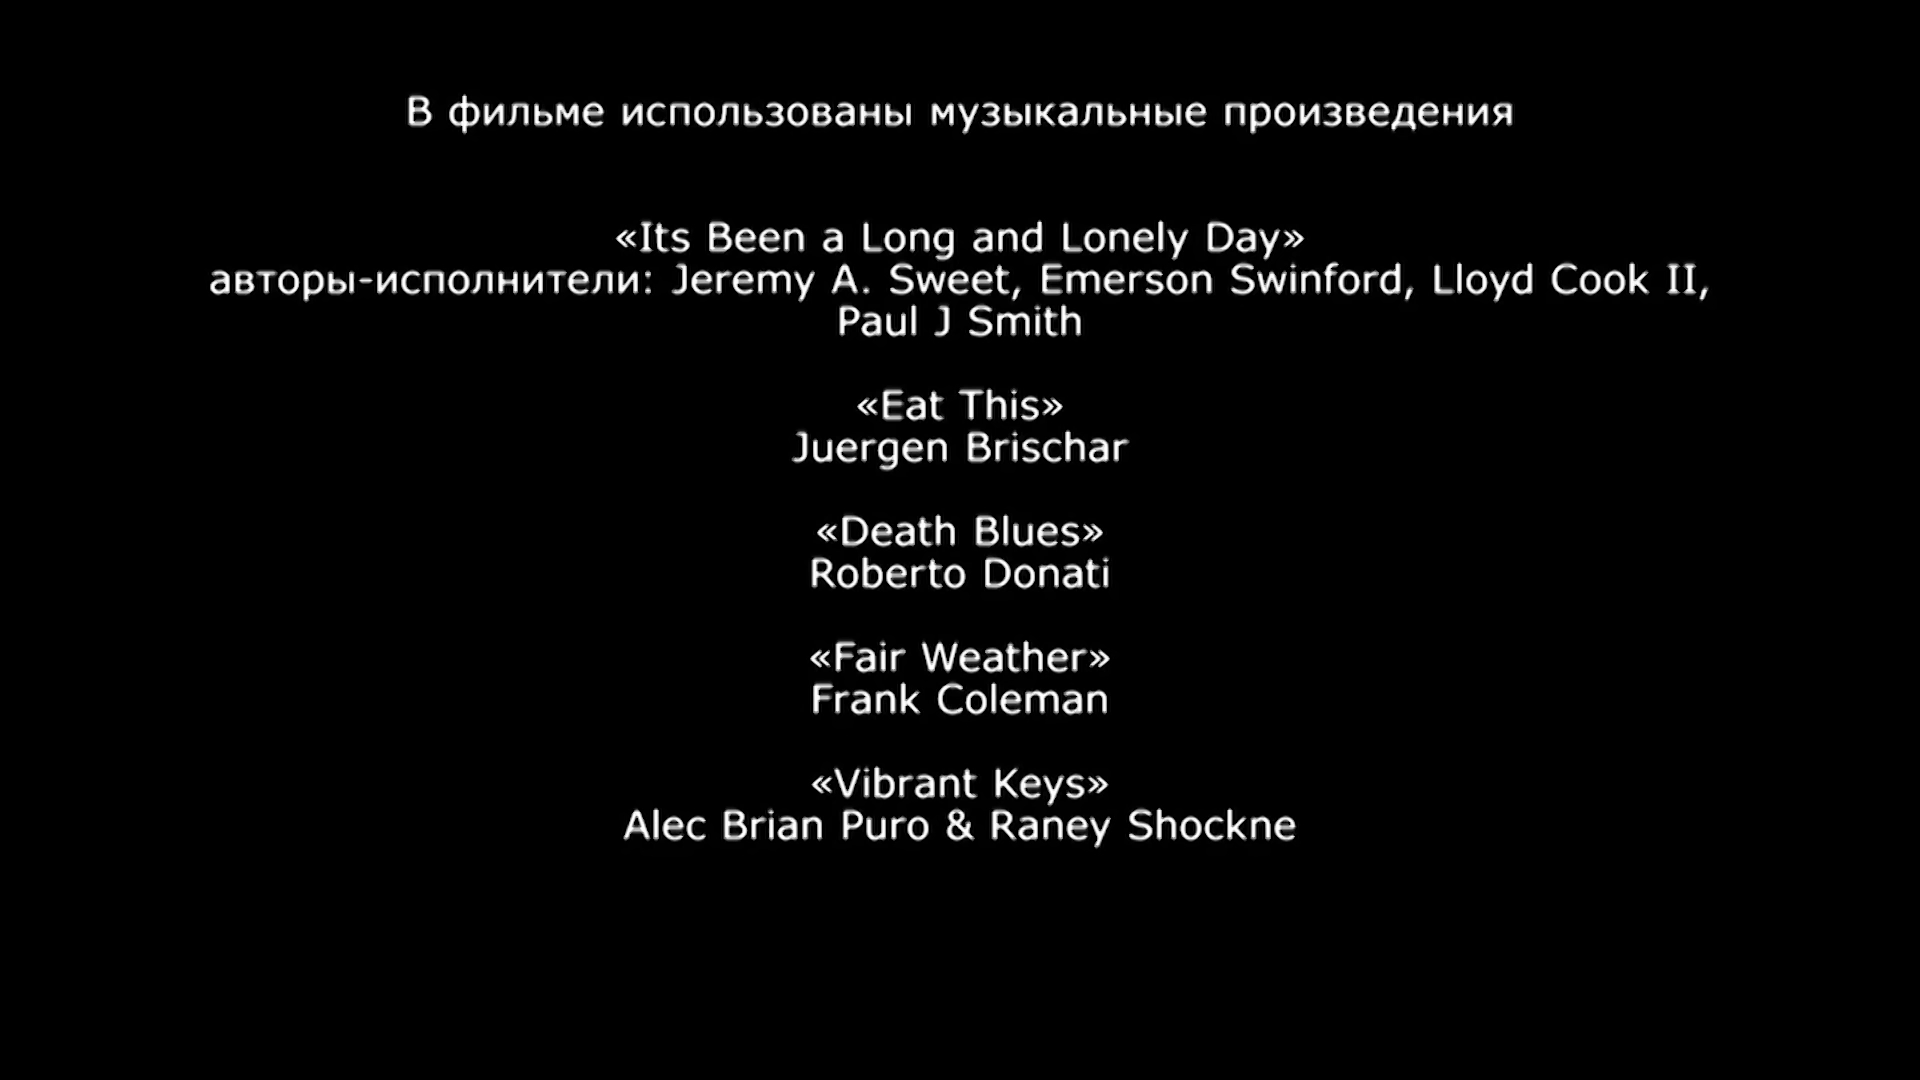 В фильме использованы музыкальные произведения
«Its Been a Long and Lonely Day»
авторы-исполнители: Jeremy A. Sweet, Emerson Swinford, Lloyd Cook II,
Paul J Smith
«Eat This»
Juergen Brischar
«Death Blues»
Roberto Donati
«Fair Weather»
Frank Coleman
«Vibrant Keys»
Alec Brian Puro & Raney Shockne